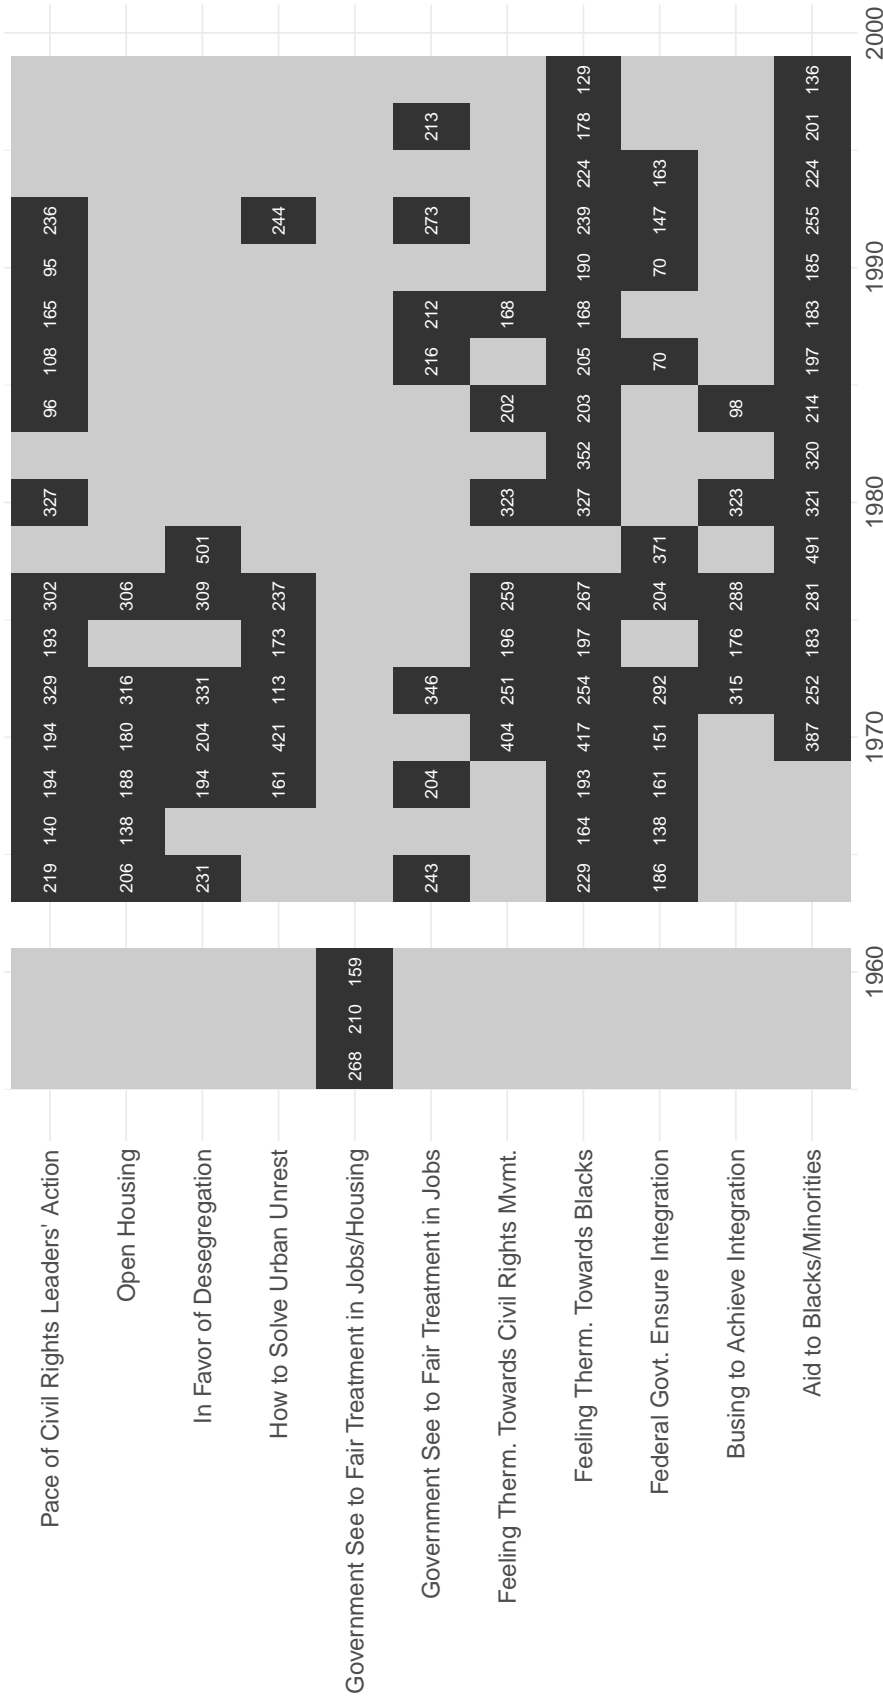 Pace of Civil Rights Leaders' Action 219 140 194 194 329 193 302 327 96 108 165 95 236
Open Housing 206 138 188 180 316 306
In Favor of Desegregation 231 194 204 331 309 501
How to Solve Urban Unrest 161 421 113 173 237 244
Government See to Fair Treatment in Jobs/Housing 268 210 159
Government See to Fair Treatment in Jobs 243 204 346 216 212 273 213
Feeling Therm. Towards Civil Rights Mvmt. 404 251 196 259 323 202 168
Feeling Therm. Towards Blacks 229 164 193 417 254 197 267 327 352 203 205 168 190 239 224 178 129
Federal Govt. Ensure Integration 186 138 161 151 292 204 371 70 70 147 163
Busing to Achieve Integration 315 176 288 323 98
Aid to Blacks/Minorities 387 252 183 281 491 321 320 214 197 183 185 255 224 201 136
1960 1970 1980 1990 2000